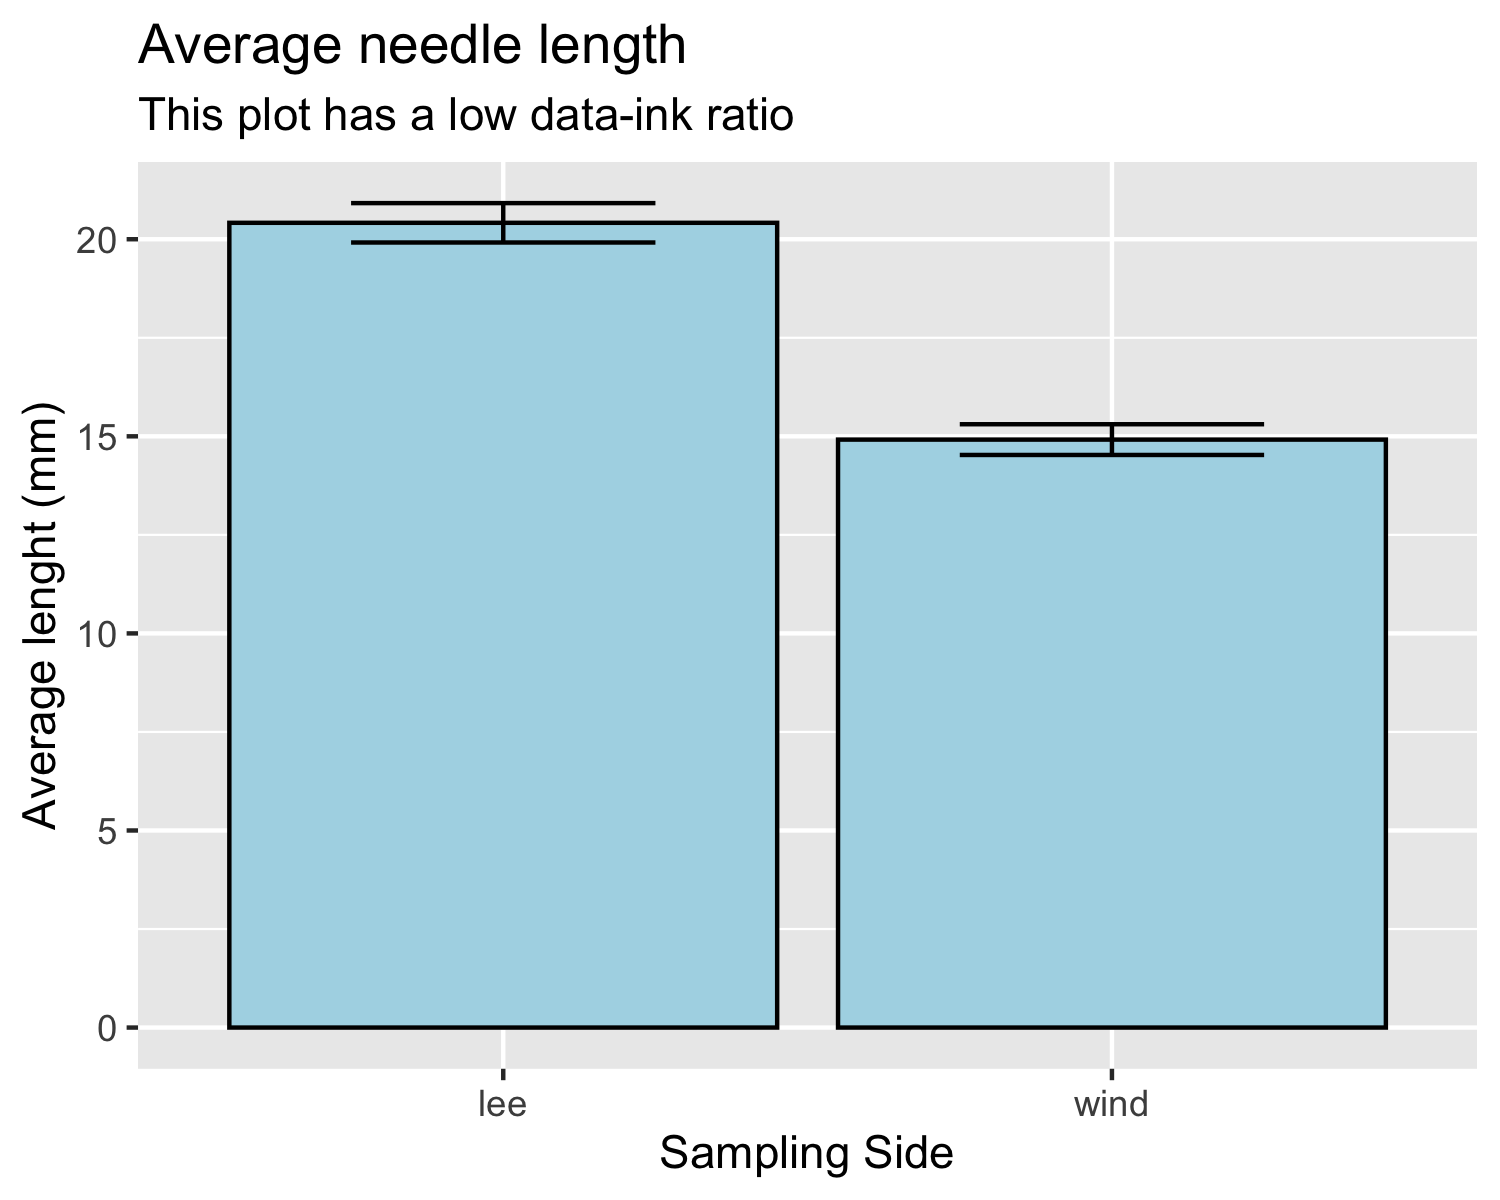 Average needle length
This plot has a low data-ink ratio
Average lenght (mm)
20
15
10
5
0
lee
wind
Sampling Side